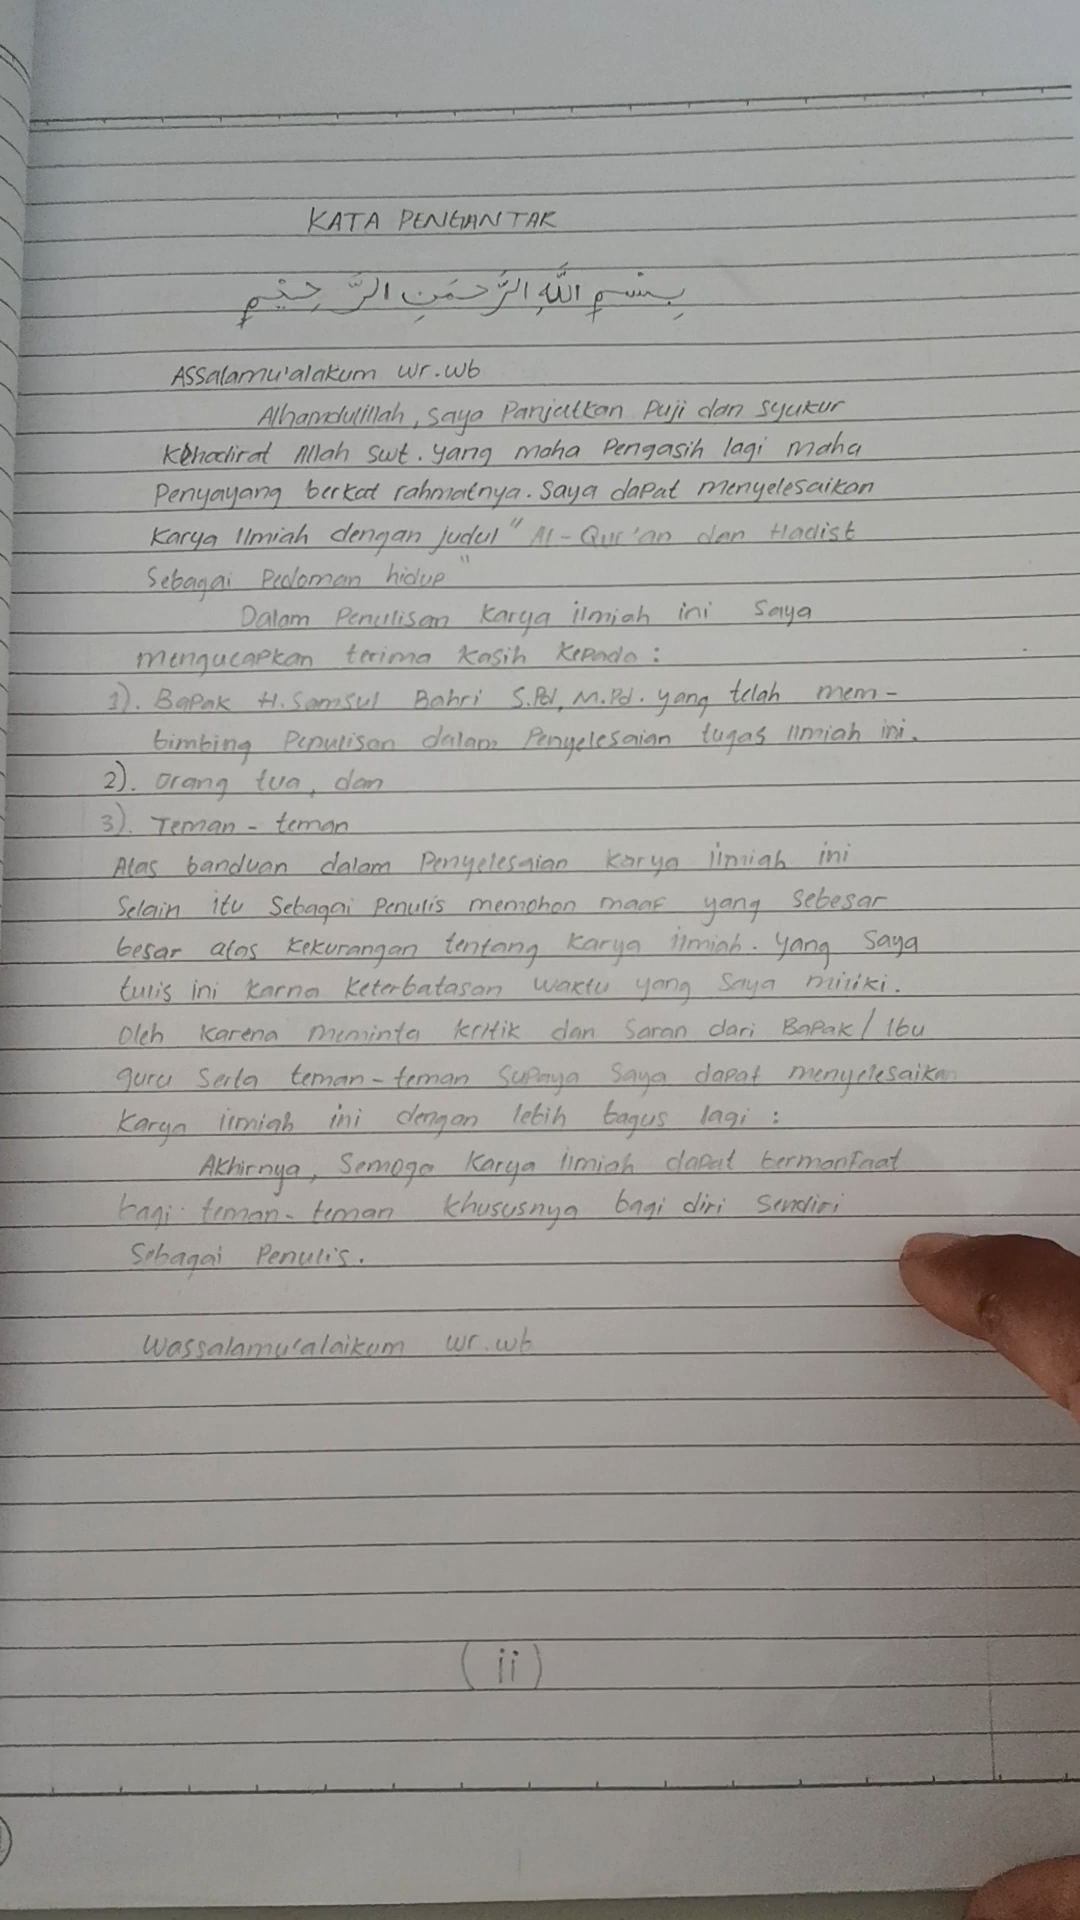 KATA PENGANTAR
بِسْمِ اللَّهِ الرَّحْمَنِ الرَّحِيْمِ
Assalamu'alakum wr.wb
Alhamdulillah, saya Panjatkan Puji dan syukur
Kehadirat Allah swt. yang maha Pengasih lagi maha
Penyayang berkat rahmatnya. Saya dapat menyelesaikan
Karya Ilmiah dengan judul " Al-Qur'an dan Hadist
Sebagai Pedoman hidup "
Dalam Penulisan Karya ilmiah ini Saya
mengucapkan terima Kasih Kepada :
1). Bapak H. Samsul Bahri S.Pd, M.Pd. yang telah mem-
bimbing Penulisan dalam Penyelesaian tugas ilmiah ini.
2). Orang tua, dan
3). Teman - teman
Atas banduan dalam Penyelesaian Karya ilmiah ini
Selain itu Sebagai Penulis memohon maaf yang Sebesar
besar atas Kekurangan tentang Karya ilmiah. yang Saya
tulis ini Karna Keterbatasan waktu yang Saya miliki.
Oleh Karena meminta Kritik dan Saran dari Bapak / Ibu
guru Serta teman-teman Supaya Saya dapat menyelesaikan
Karya ilmiah ini dengan lebih bagus lagi :
Akhirnya, Semoga Karya ilmiah dapat bermanfaat
bagi teman-teman Khususnya bagi diri Sendiri
Sebagai Penulis.
Wassalamu'alaikum wr.wb
( ii )